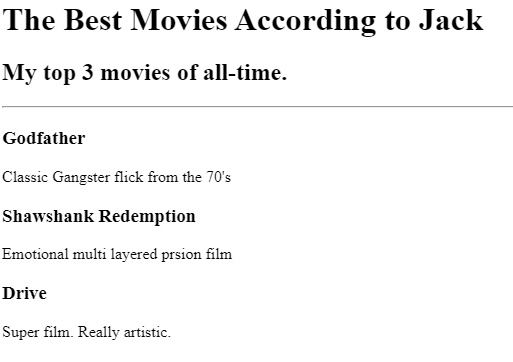 The Best Movies According to Jack
My top 3 movies of all-time.
Godfather
Classic Gangster flick from the 70's
Shawshank Redemption
Emotional multi layered prsion film
Drive
Super film. Really artistic.